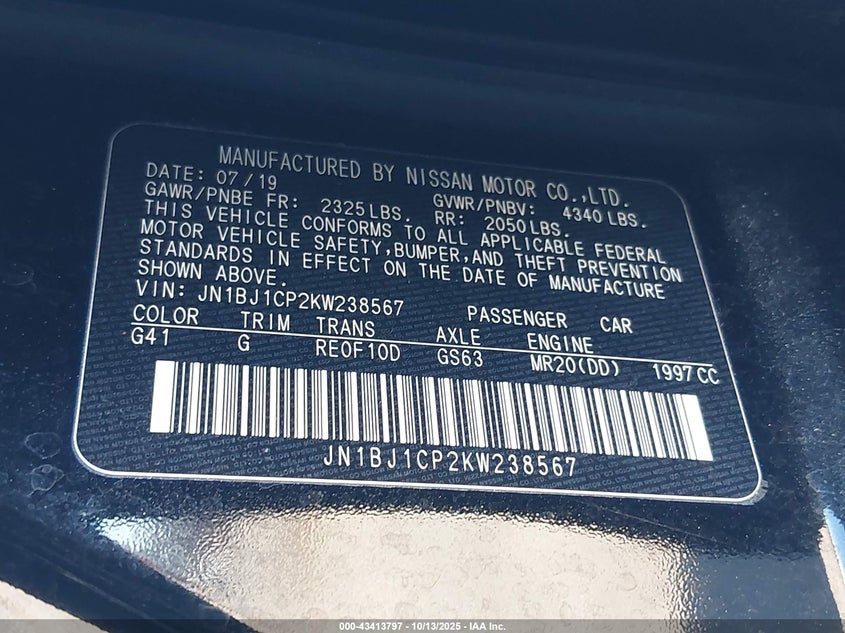 MANUFACTURED BY NISSAN MOTOR CO.,LTD.
DATE: 07/19 GVWR/PNBV: 4340 LBS.
GAWR/PNBE FR: 2325 LBS. RR: 2050 LBS.
THIS VEHICLE CONFORMS TO ALL APPLICABLE FEDERAL
MOTOR VEHICLE SAFETY,BUMPER,AND THEFT PREVENTION
STANDARDS IN EFFECT ON THE DATE OF MANUFACTURE
SHOWN ABOVE.
VIN: JN1BJ1CP2KW238567 PASSENGER CAR
COLOR TRIM TRANS AXLE ENGINE
G41 G RE0F10D GS63 MR20(DD) 1997 CC
JN1BJ1CP2KW238567
000-43413797 - 10/13/2025 - IAA Inc.